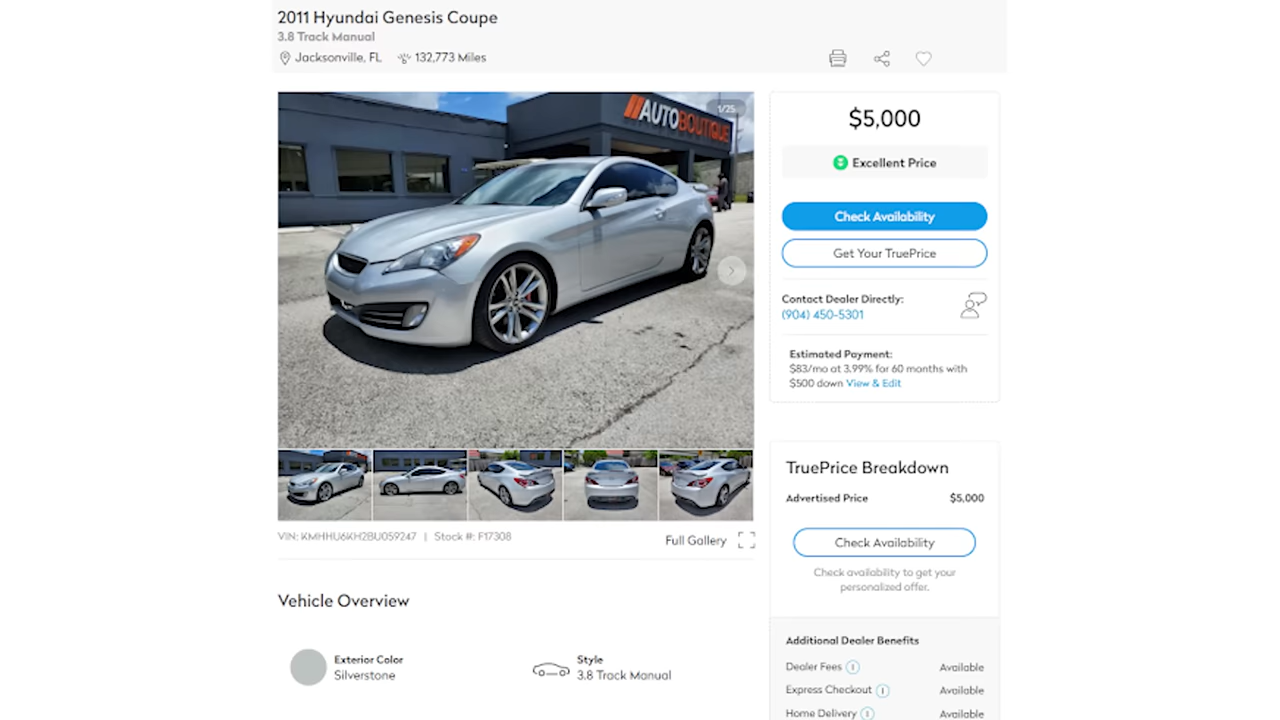 2011 Hyundai Genesis Coupe
3.8 Track Manual
Jacksonville, FL 132,773 Miles
1/25
AUTOBOUTIQUE
$5,000
Excellent Price
Check Availability
Get Your TruePrice
Contact Dealer Directly:
(904) 450-5301
Estimated Payment:
$83/mo at 3.99% for 60 months with
$500 down View & Edit
VIN: KMHHU6KH2BU059247 | Stock #: F17308
Full Gallery
TruePrice Breakdown
Advertised Price $5,000
Check Availability
Check availability to get your
personalized offer.
Vehicle Overview
Exterior Color
Silverstone
Style
3.8 Track Manual
Additional Dealer Benefits
Dealer Fees Available
Express Checkout Available
Home Delivery Available